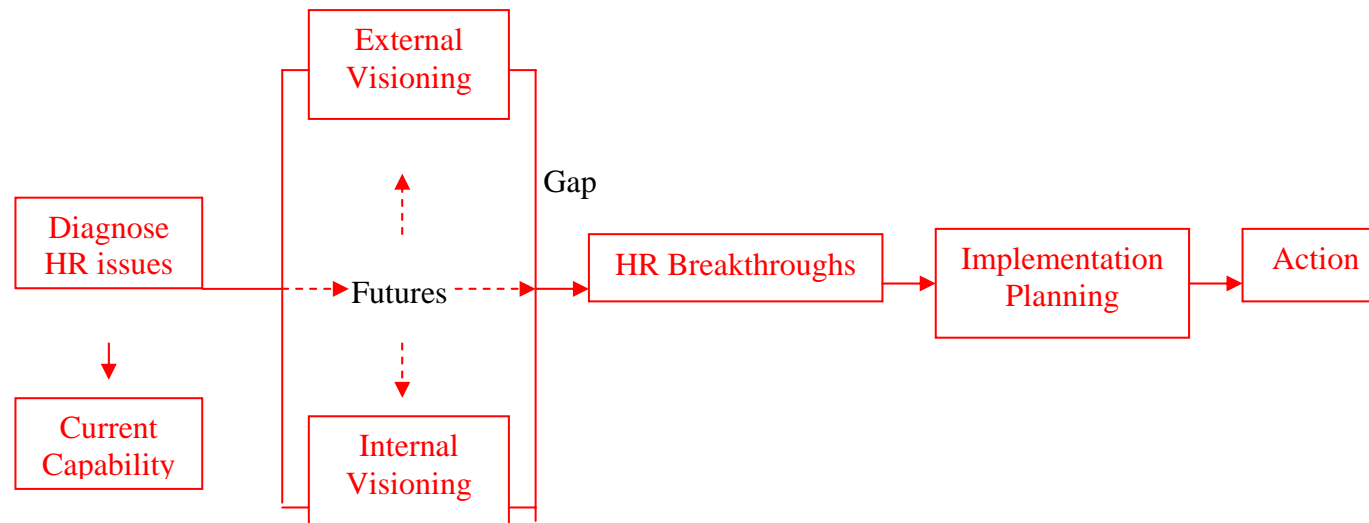 External
Visioning
Gap
Diagnose
HR issues
Futures
HR Breakthroughs
Implementation
Planning
Action
Current
Capability
Internal
Visioning